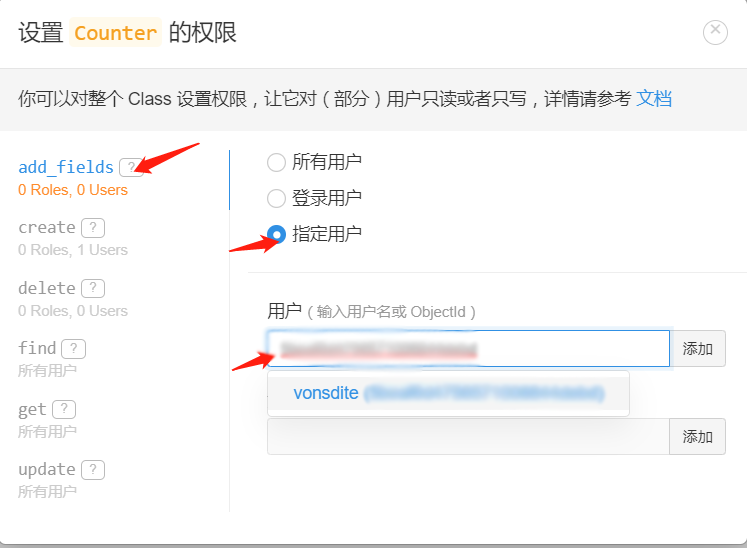 设置 Counter 的权限
你可以对整个 Class 设置权限，让它对（部分）用户只读或者只写，详情请参考 文档
add_fields ?
0 Roles, 0 Users
create ?
0 Roles, 1 Users
delete ?
0 Roles, 0 Users
find ?
所有用户
get ?
所有用户
update ?
所有用户
所有用户
登录用户
指定用户
用户（输入用户名或 ObjectId）
添加
vonsdite
添加